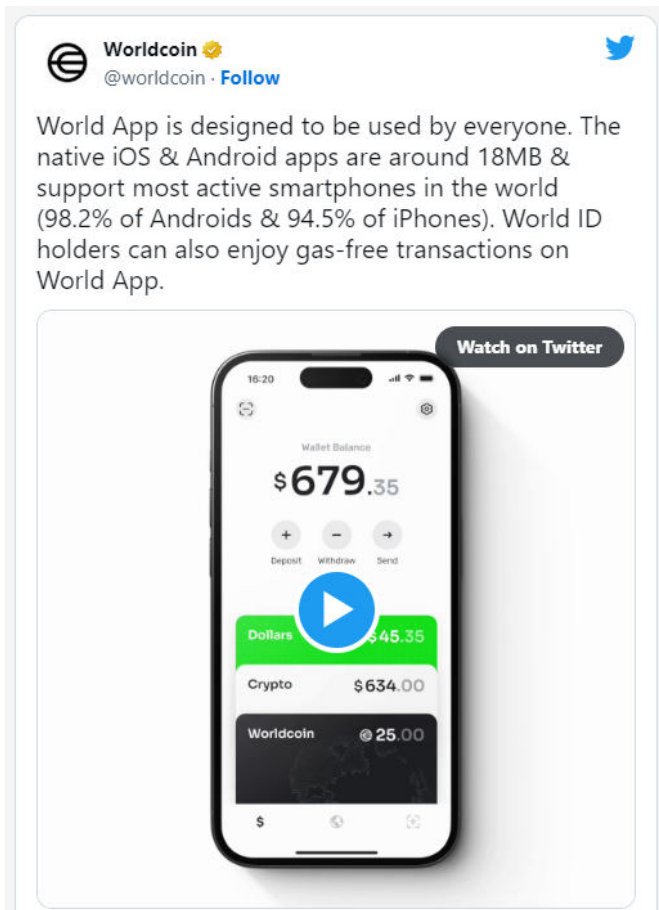 Worldcoin
@worldcoin · Follow
World App is designed to be used by everyone. The
native iOS & Android apps are around 18MB &
support most active smartphones in the world
(98.2% of Androids & 94.5% of iPhones). World ID
holders can also enjoy gas-free transactions on
World App.
Watch on Twitter
16:20
Wallet Balance
$679.35
Deposit Withdraw Send
Dollars $45.35
Crypto $634.00
Worldcoin 25.00
$